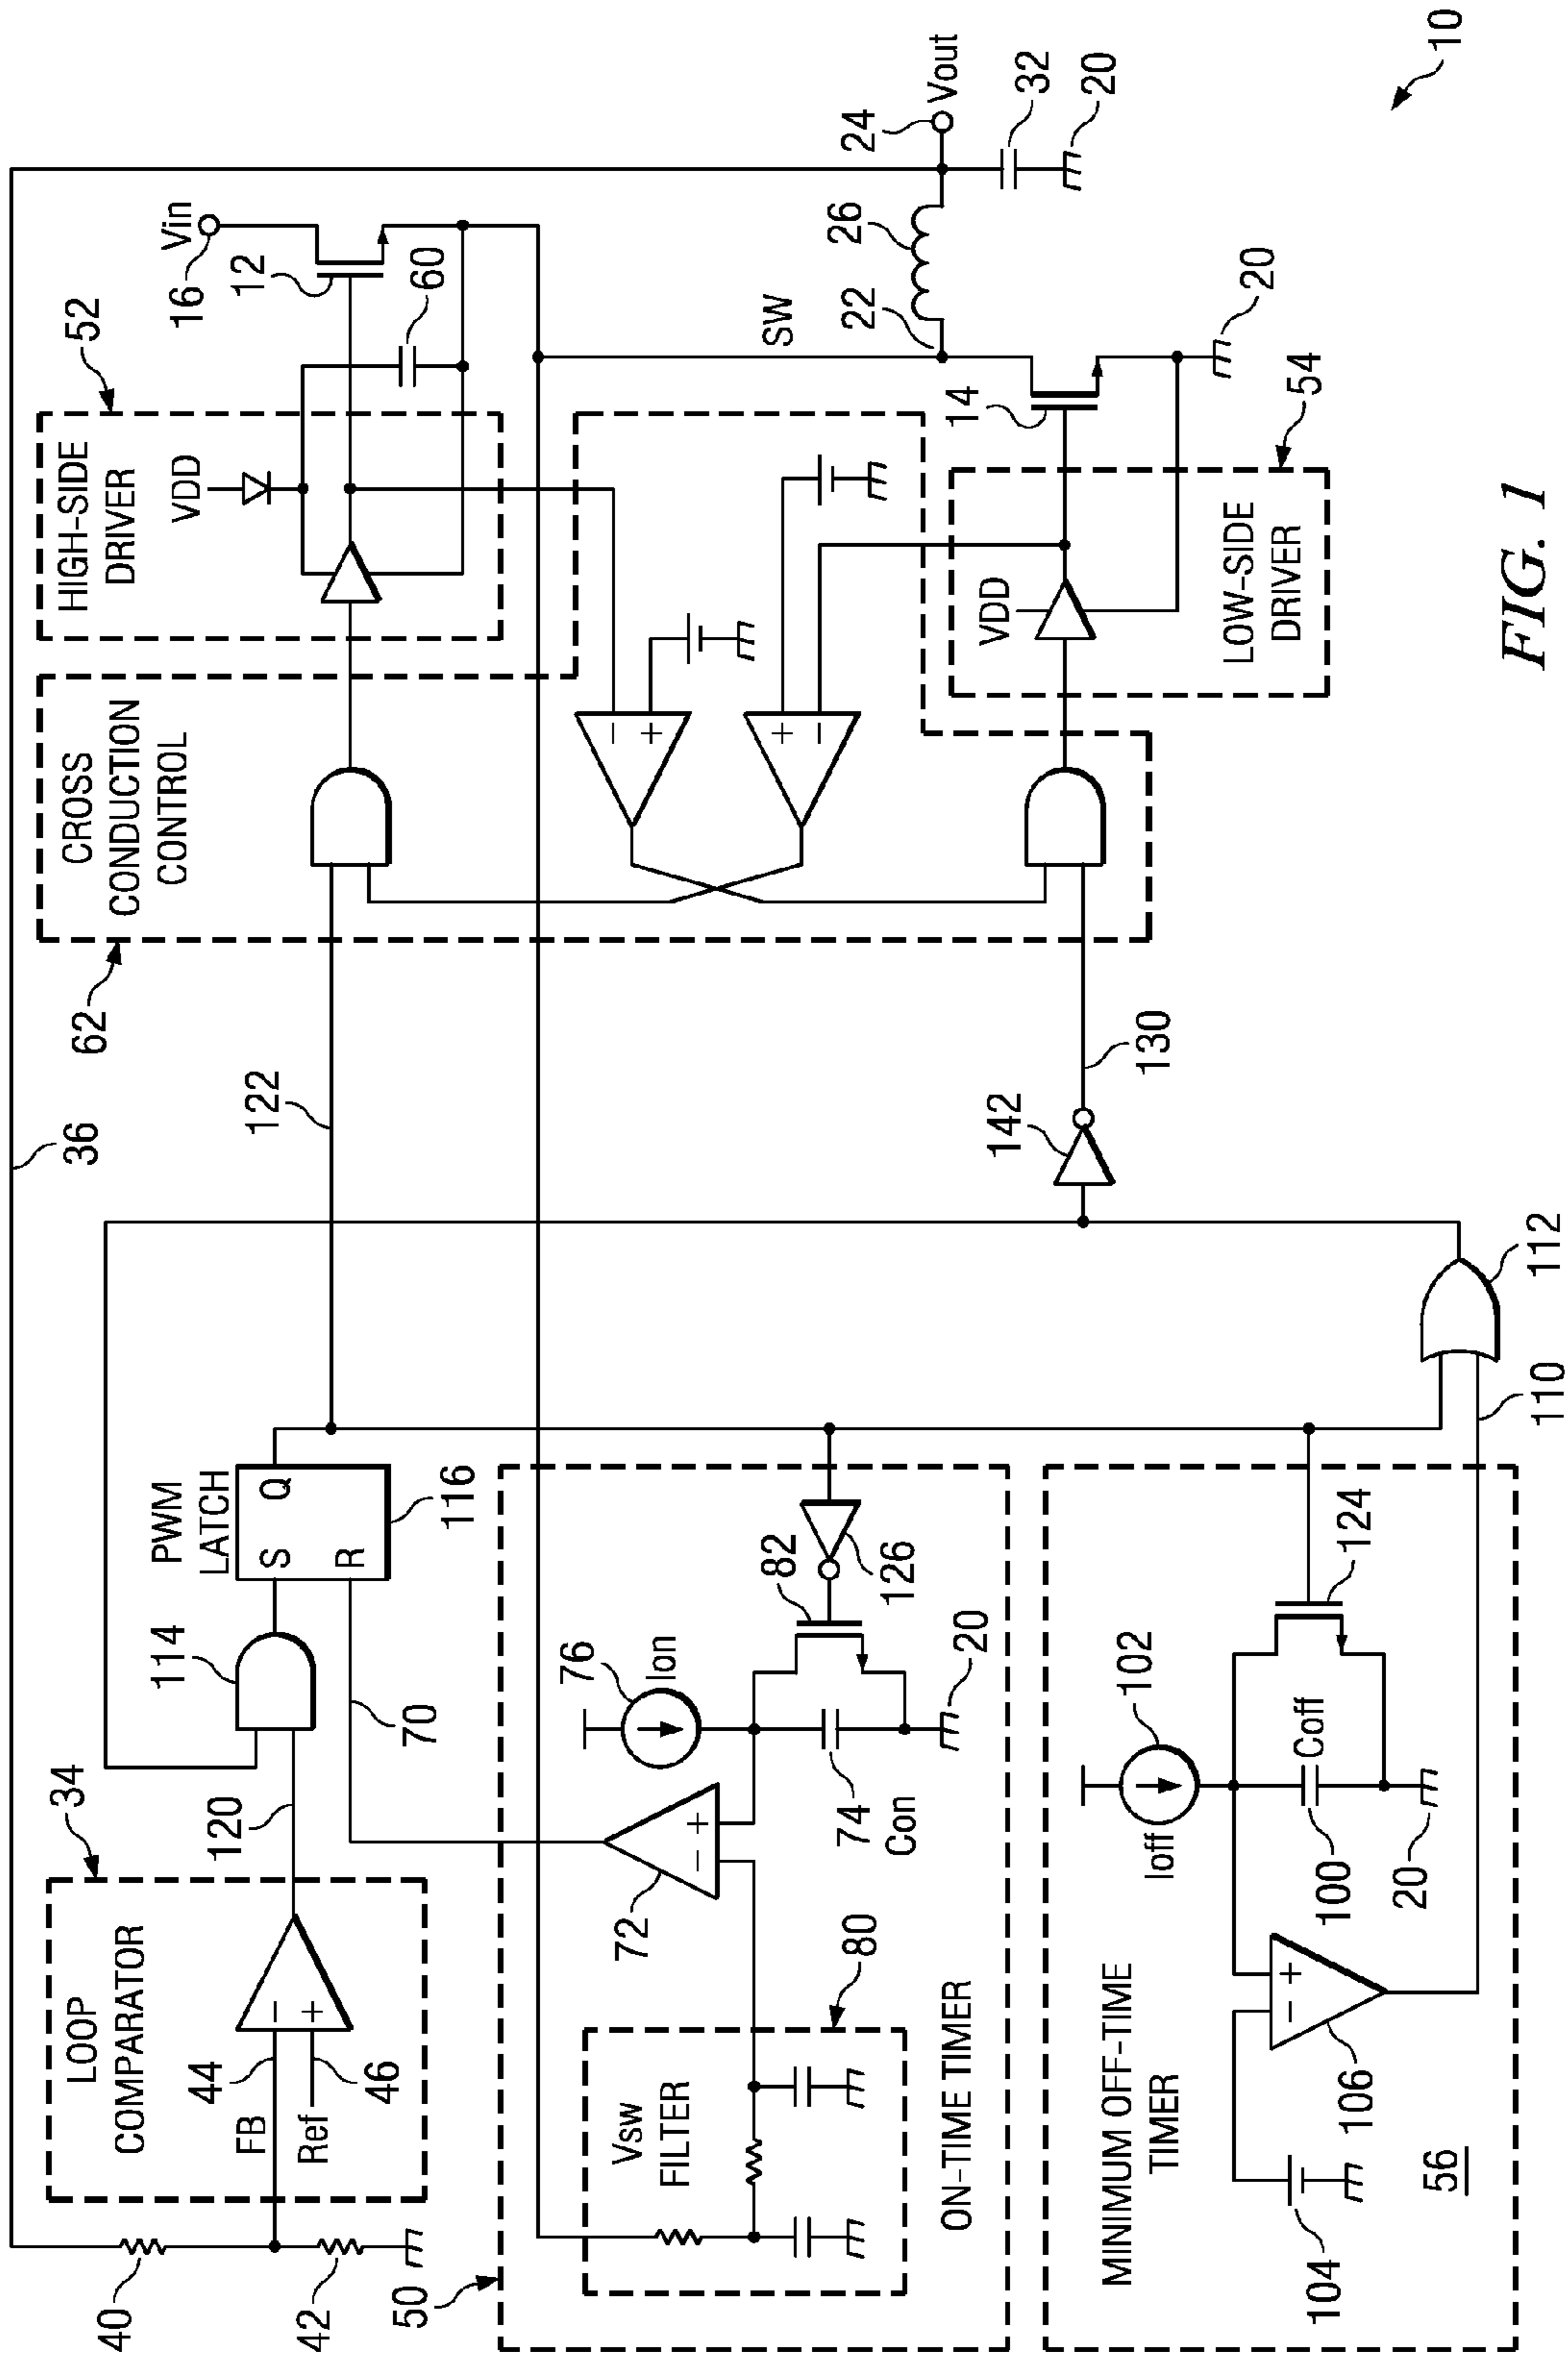 36
10
HIGH-SIDE
DRIVER
52
VDD
Vin
16
12
60
CROSS
CONDUCTION
CONTROL
62
122
SW
22
26
24
Vout
32
20
14
20
VDD
LOW-SIDE
DRIVER
54
−
+
+
−
130
142
112
110
PWM
LATCH
S
Q
R
116
114
70
120
34
LOOP
COMPARATOR
−
+
44
FB
46
Ref
40
42
50
Vsw
FILTER
80
ON-TIME TIMER
72
−
+
74
Con
76
Ion
82
126
20
MINIMUM OFF-TIME
TIMER
56
104
106
−
+
100
Coff
102
Ioff
20
124
FIG. 1